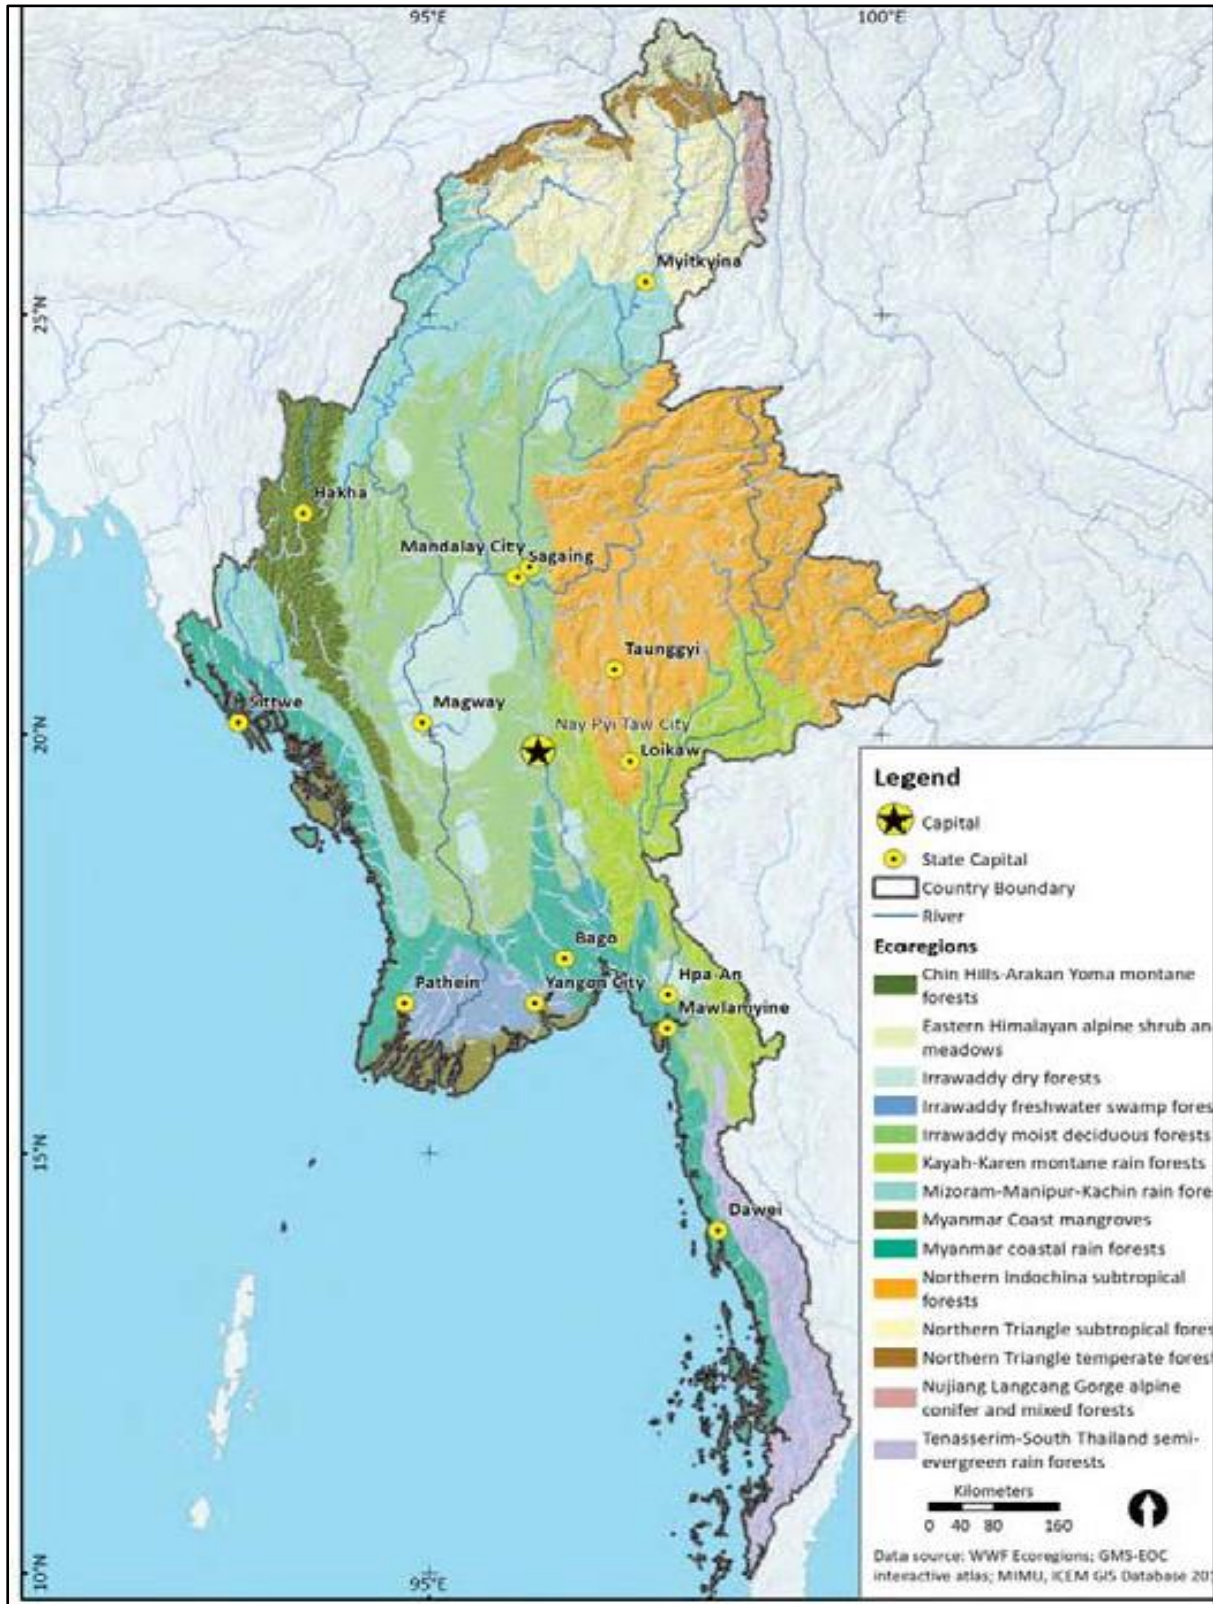 95°E 100°E
Myitkyina
25°N
Hakha
Mandalay City
Sagaing
Taunggyi
Sittwe
Magway
Nay Pyi Taw City
20°N
Loikaw
Legend
Capital
State Capital
Country Boundary
River
Ecoregions
Chin Hills-Arakan Yoma montane
forests
Eastern Himalayan alpine shrub an
meadows
Irrawaddy dry forests
Irrawaddy freshwater swamp fores
Irrawaddy moist deciduous forests
Kayah-Karen montane rain forests
Mizoram-Manipur-Kachin rain fore
Myanmar Coast mangroves
Myanmar coastal rain forests
Northern Indochina subtropical
forests
Northern Triangle subtropical fores
Northern Triangle temperate forest
Nujiang Langcang Gorge alpine
conifer and mixed forests
Tenasserim-South Thailand semi-
evergreen rain forests
Bago
Pathein
Yangon City
Hpa-An
Mawlamyine
15°N
Dawei
Kilometers
0 40 80 160
Data source: WWF Ecoregions; GMS-EOC
interactive atlas; MIMU, ICEM GIS Database 201
10°N
95°E